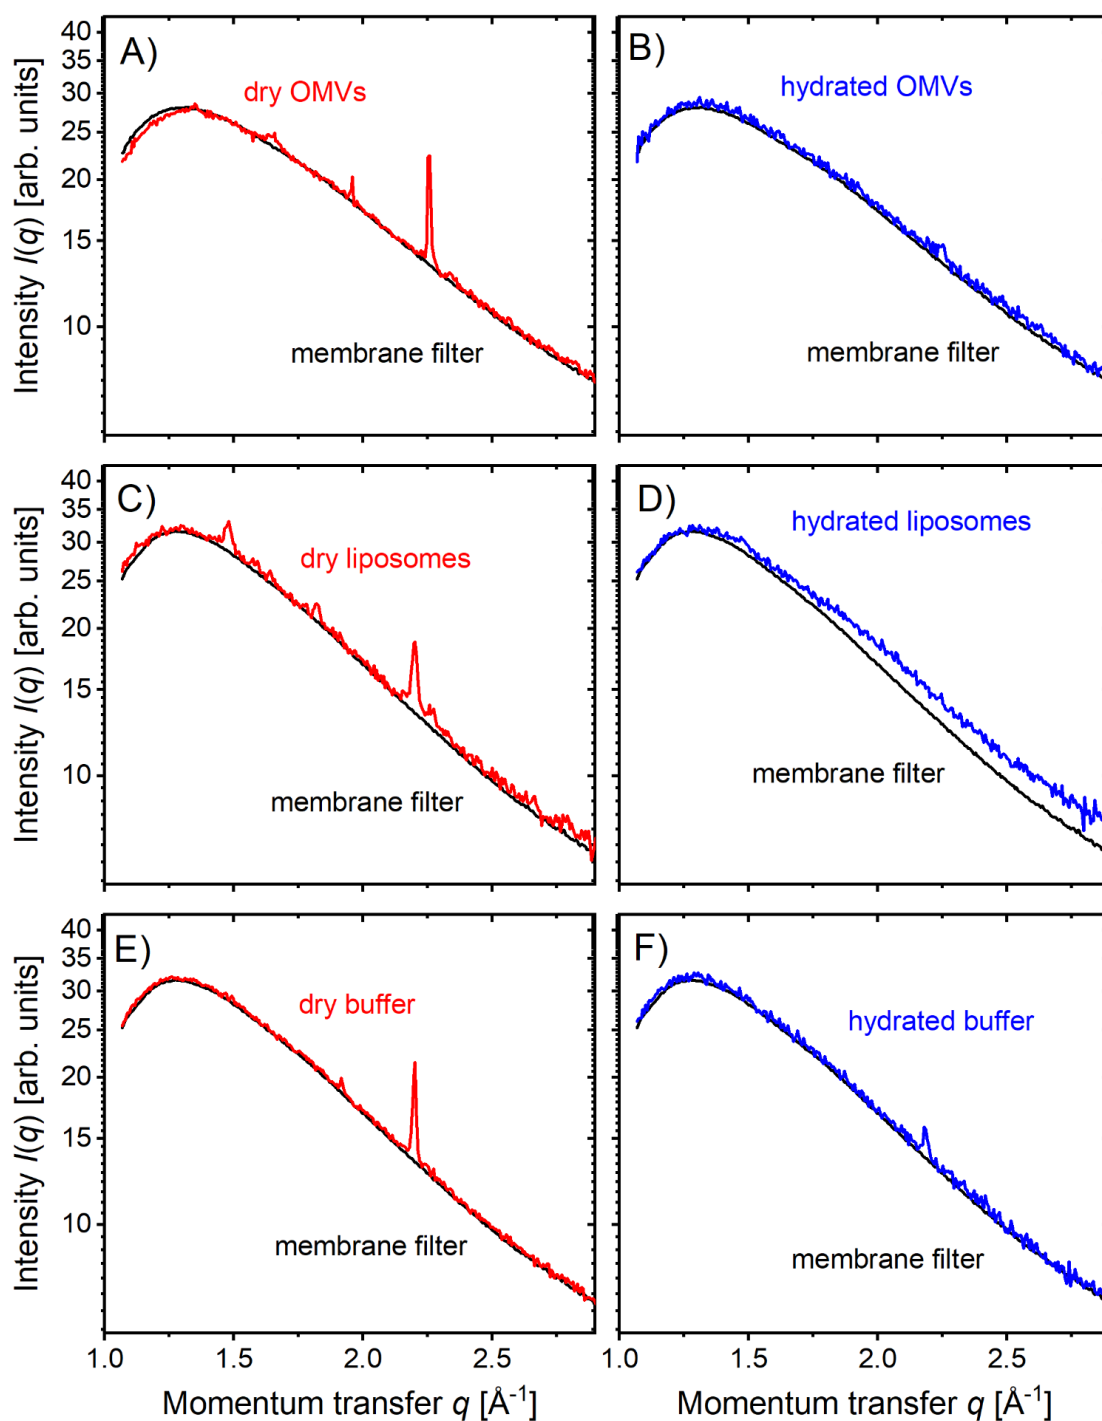 A)
dry OMVs
membrane filter
40
35
30
25
20
15
10
Intensity I(q) [arb. units]
B)
hydrated OMVs
membrane filter
C)
dry liposomes
membrane filter
40
35
30
25
20
15
10
Intensity I(q) [arb. units]
D)
hydrated liposomes
membrane filter
E)
dry buffer
membrane filter
40
35
30
25
20
15
10
Intensity I(q) [arb. units]
F)
hydrated buffer
membrane filter
1.0 1.5 2.0 2.5 1.0 1.5 2.0 2.5
Momentum transfer q [Å-1] Momentum transfer q [Å-1]